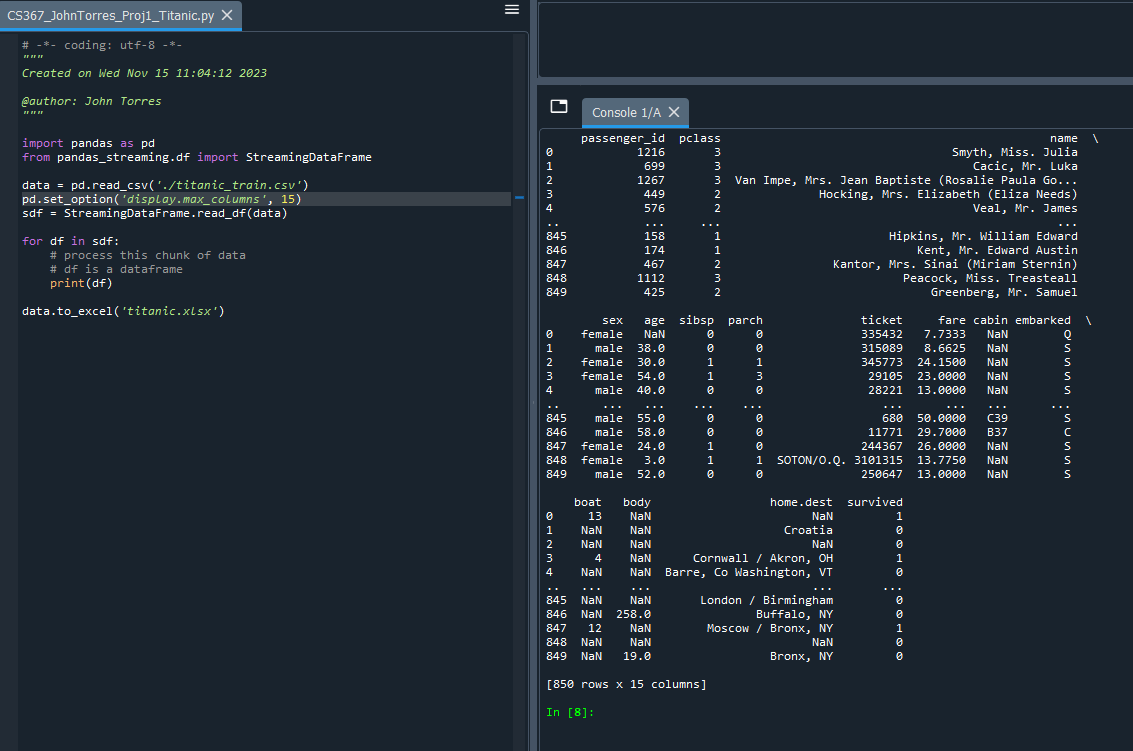 CS367_JohnTorres_Proj1_Titanic.py
# -*- coding: utf-8 -*-
"""
Created on Wed Nov 15 11:04:12 2023
@author: John Torres
"""
import pandas as pd
from pandas_streaming.df import StreamingDataFrame
data = pd.read_csv('./titanic_train.csv')
pd.set_option('display.max_columns', 15)
sdf = StreamingDataFrame.read_df(data)
for df in sdf:
    # process this chunk of data
    # df is a dataframe
    print(df)
data.to_excel('titanic.xlsx')
Console 1/A
passenger_id pclass name \
0 1216 3 Smyth, Miss. Julia
1 699 3 Cacic, Mr. Luka
2 1267 3 Van Impe, Mrs. Jean Baptiste (Rosalie Paula Go...
3 449 2 Hocking, Mrs. Elizabeth (Eliza Needs)
4 576 2 Veal, Mr. James
.. ... ... ...
845 158 1 Hipkins, Mr. William Edward
846 174 1 Kent, Mr. Edward Austin
847 467 2 Kantor, Mrs. Sinai (Miriam Sternin)
848 1112 3 Peacock, Miss. Treasteall
849 425 2 Greenberg, Mr. Samuel
sex age sibsp parch ticket fare cabin embarked \
0 female NaN 0 0 335432 7.7333 NaN Q
1 male 38.0 0 0 315089 8.6625 NaN S
2 female 30.0 1 1 345773 24.1500 NaN S
3 female 54.0 1 3 29105 23.0000 NaN S
4 male 40.0 0 0 28221 13.0000 NaN S
.. ... ... ... ... ... ... ... ...
845 male 55.0 0 0 680 50.0000 C39 S
846 male 58.0 0 0 11771 29.7000 B37 C
847 female 24.0 1 0 244367 26.0000 NaN S
848 female 3.0 1 1 SOTON/O.Q. 3101315 13.7750 NaN S
849 male 52.0 0 0 250647 13.0000 NaN S
boat body home.dest survived
0 13 NaN NaN 1
1 NaN NaN Croatia 0
2 NaN NaN NaN 0
3 4 NaN Cornwall / Akron, OH 1
4 NaN NaN Barre, Co Washington, VT 0
.. ... ... ... ...
845 NaN NaN London / Birmingham 0
846 NaN 258.0 Buffalo, NY 0
847 12 NaN Moscow / Bronx, NY 1
848 NaN NaN NaN 0
849 NaN 19.0 Bronx, NY 0
[850 rows x 15 columns]
In [8]: